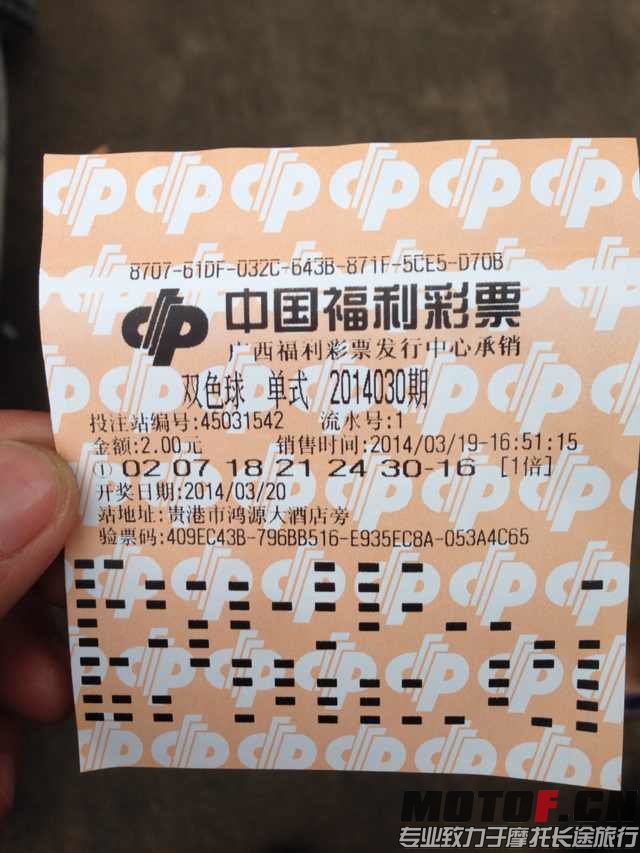 8707-61DF-032C-643B-871F-5CE5-D70B
中国福利彩票
广西福利彩票发行中心承销
双色球 单式 2014030期
投注站编号:45031542 流水号:1
金额:2.00元 销售时间:2014/03/19-16:51:15
① 02 07 18 21 24 30-16 [1倍]
开奖日期:2014/03/20
站地址:贵港市鸿源大酒店旁
验票码:409EC43B-796BB516-E935EC8A-053A4C65
MOTOF.CN
专业致力于摩托长途旅行